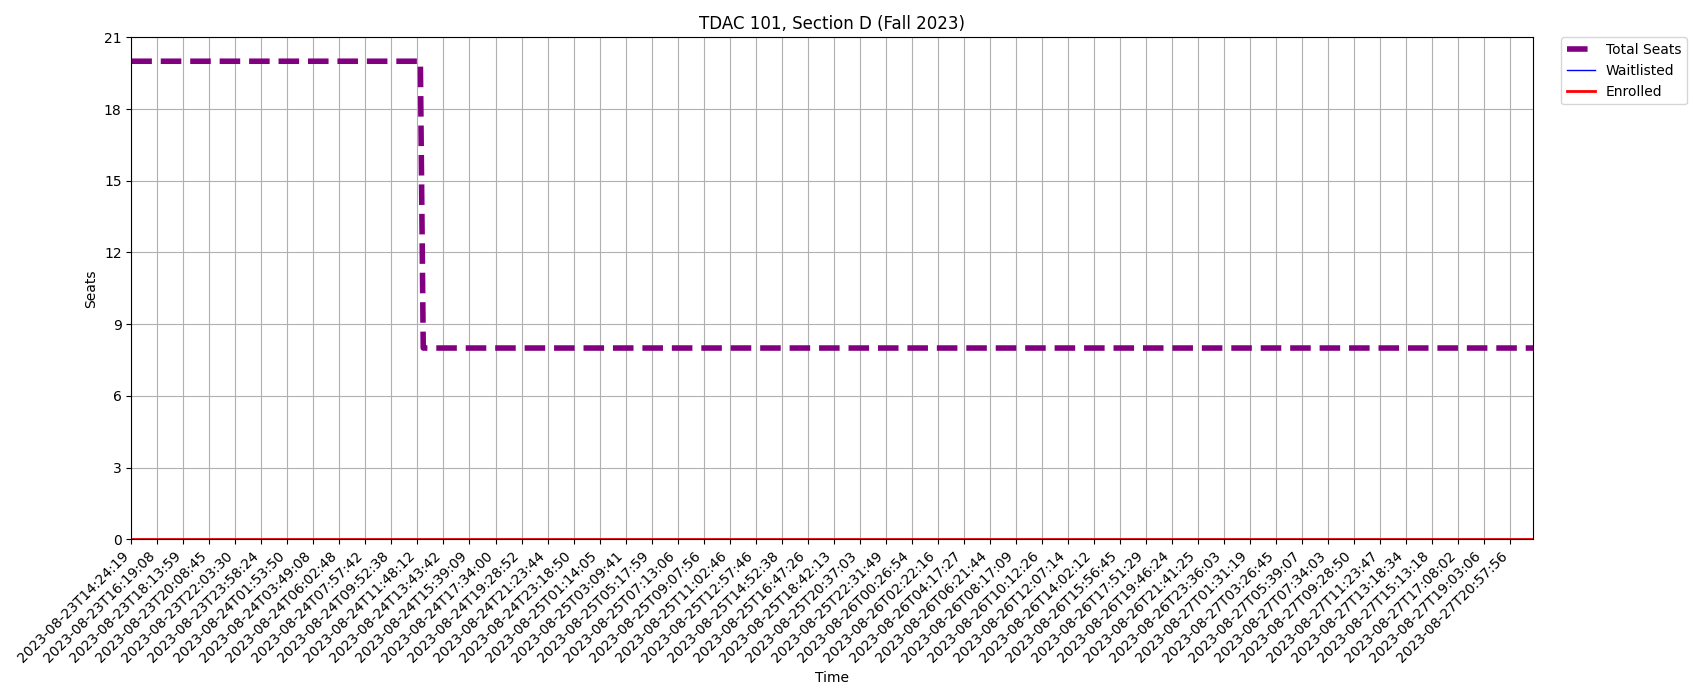 TDAC 101, Section D (Fall 2023)
Total Seats
Waitlisted
Enrolled
21
18
15
12
9
6
3
0
Seats
2023-08-23T14:24:19
2023-08-23T16:19:08
2023-08-23T18:13:59
2023-08-23T20:08:45
2023-08-23T22:03:30
2023-08-23T23:58:24
2023-08-24T01:53:50
2023-08-24T03:49:08
2023-08-24T06:02:48
2023-08-24T07:57:42
2023-08-24T09:52:38
2023-08-24T11:48:12
2023-08-24T13:43:42
2023-08-24T15:39:09
2023-08-24T17:34:00
2023-08-24T19:28:52
2023-08-24T21:23:44
2023-08-24T23:18:50
2023-08-25T01:14:05
2023-08-25T03:09:41
2023-08-25T05:17:59
2023-08-25T07:13:06
2023-08-25T09:07:56
2023-08-25T11:02:46
2023-08-25T12:57:46
2023-08-25T14:52:38
2023-08-25T16:47:26
2023-08-25T18:42:13
2023-08-25T20:37:03
2023-08-25T22:31:49
2023-08-26T00:26:54
2023-08-26T02:22:16
2023-08-26T04:17:27
2023-08-26T06:21:44
2023-08-26T08:17:09
2023-08-26T10:12:26
2023-08-26T12:07:14
2023-08-26T14:02:12
2023-08-26T15:56:45
2023-08-26T17:51:29
2023-08-26T19:46:24
2023-08-26T21:41:25
2023-08-26T23:36:03
2023-08-27T01:31:19
2023-08-27T03:26:45
2023-08-27T05:39:07
2023-08-27T07:34:03
2023-08-27T09:28:50
2023-08-27T11:23:47
2023-08-27T13:18:34
2023-08-27T15:13:18
2023-08-27T17:08:02
2023-08-27T19:03:06
2023-08-27T20:57:56
Time